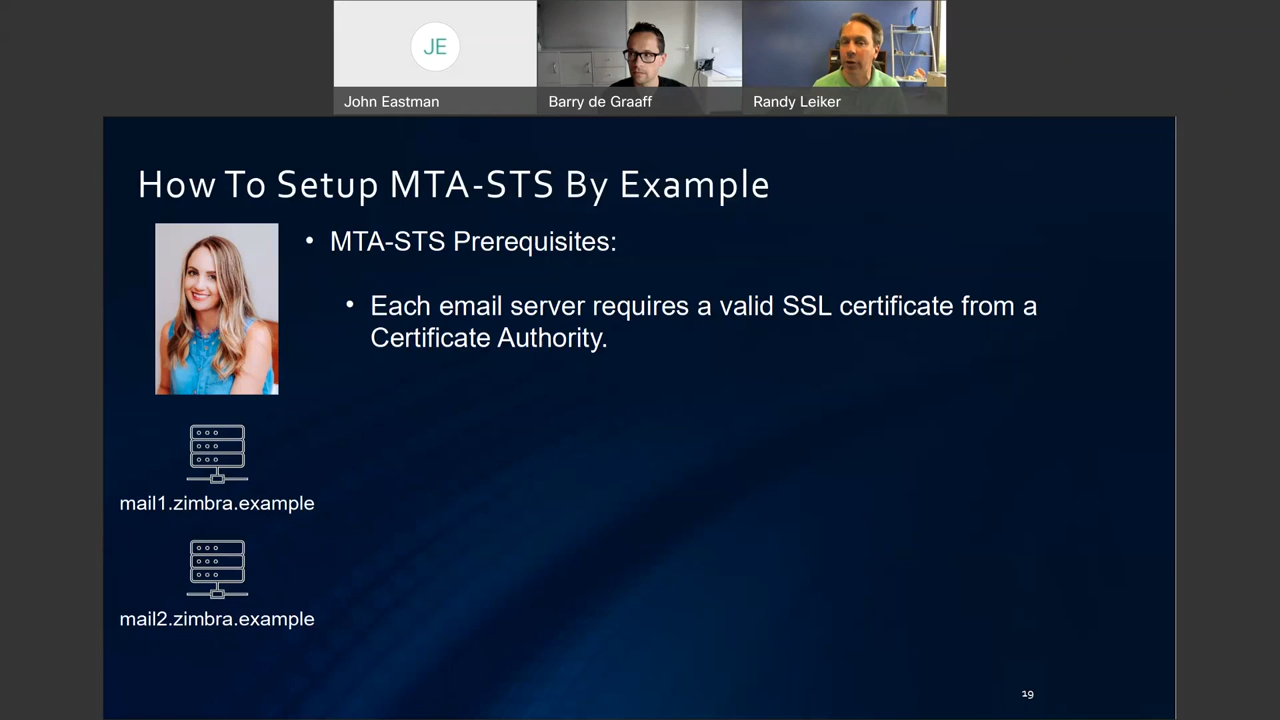 JE
John Eastman
Barry de Graaff
Randy Leiker
How To Setup MTA-STS By Example
• MTA-STS Prerequisites:
• Each email server requires a valid SSL certificate from a
Certificate Authority.
mail1.zimbra.example
mail2.zimbra.example
19